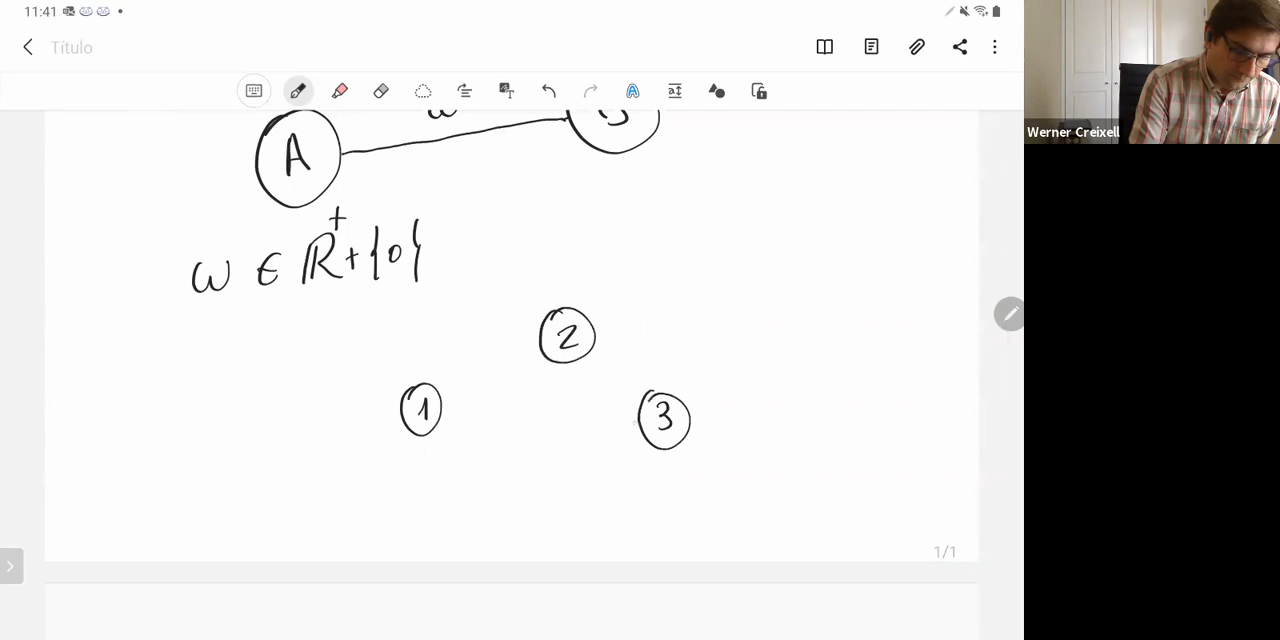 11:41
Título
Werner Creixell
ω
A
ω ∈ ℝ⁺ + {0}
2
1
3
1/1